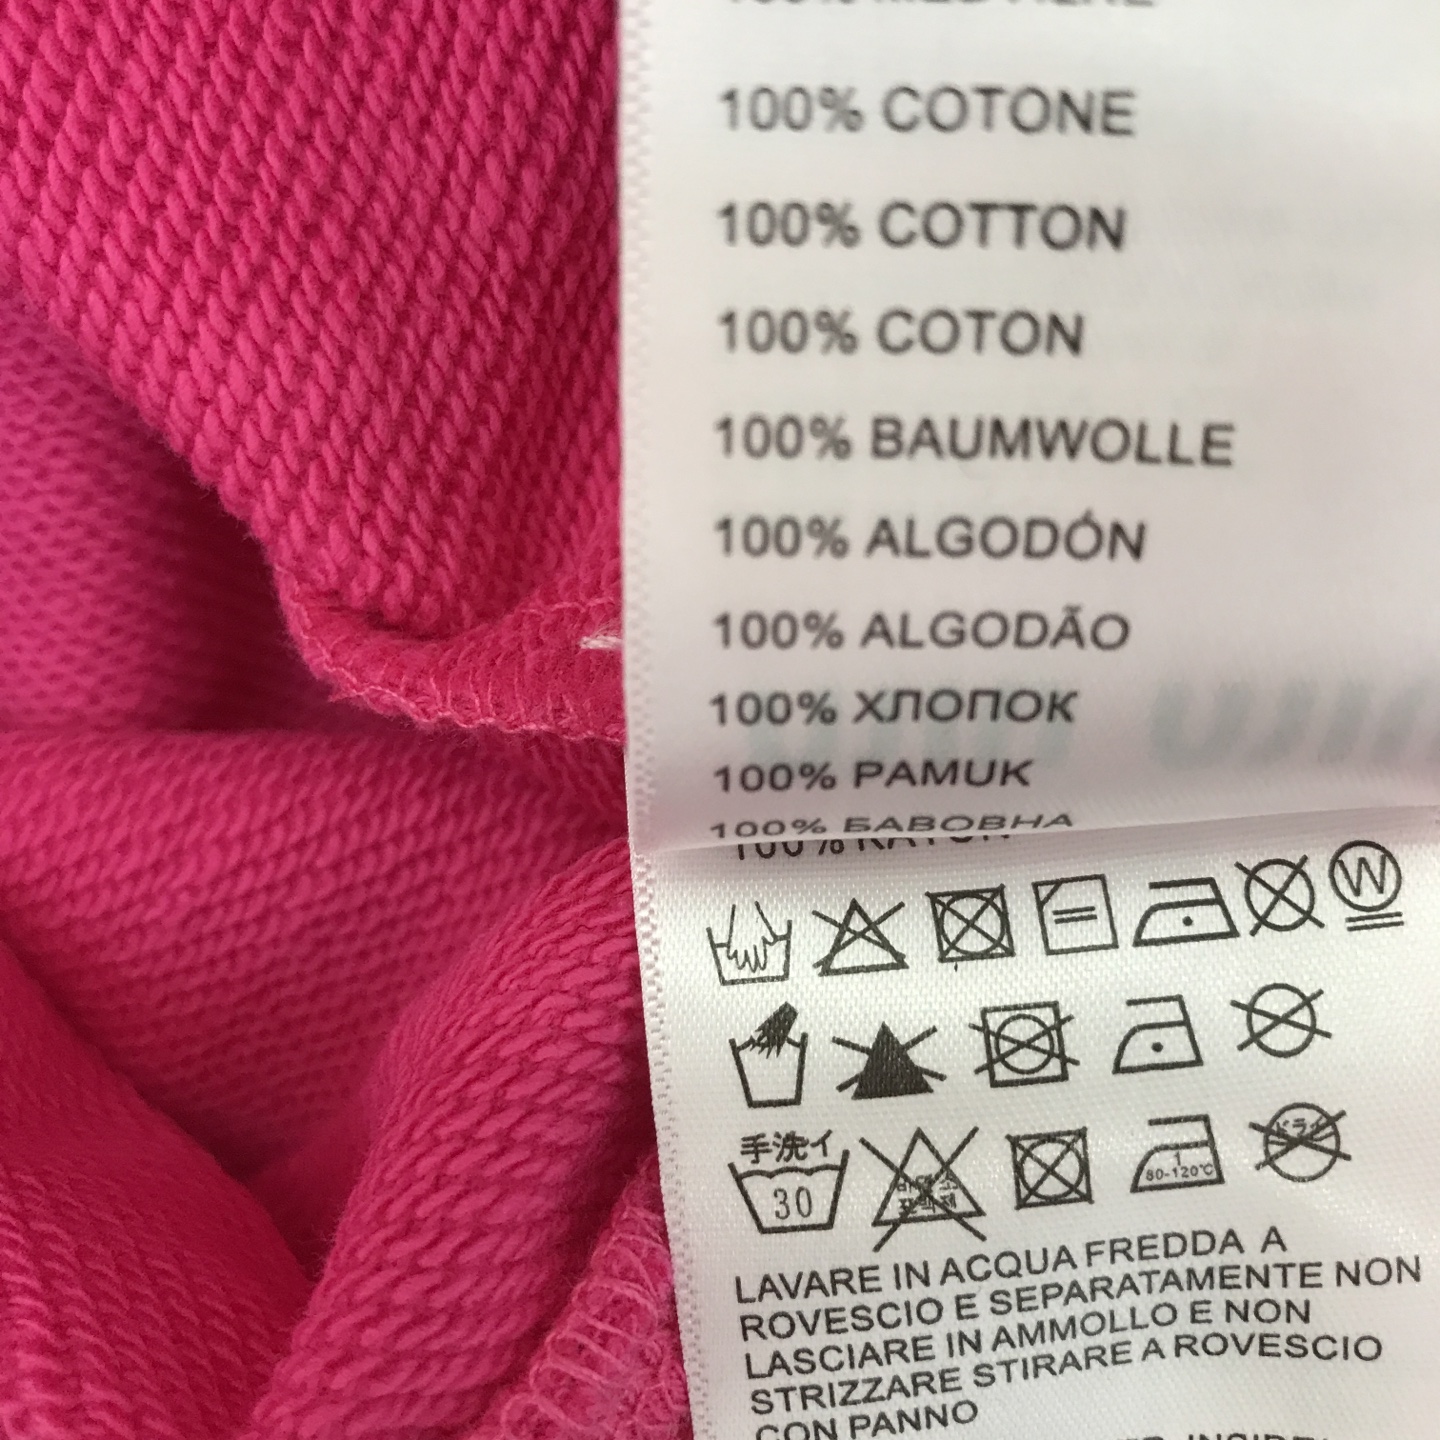 100% COTONE
100% COTTON
100% COTON
100% BAUMWOLLE
100% ALGODÓN
100% ALGODÃO
100% ХЛОПОК
100% PAMUK
100% БАВОВНА
W
手洗イ
30
80-120℃
LAVARE IN ACQUA FREDDA A
ROVESCIO E SEPARATAMENTE NON
LASCIARE IN AMMOLLO E NON
STRIZZARE STIRARE A ROVESCIO
CON PANNO